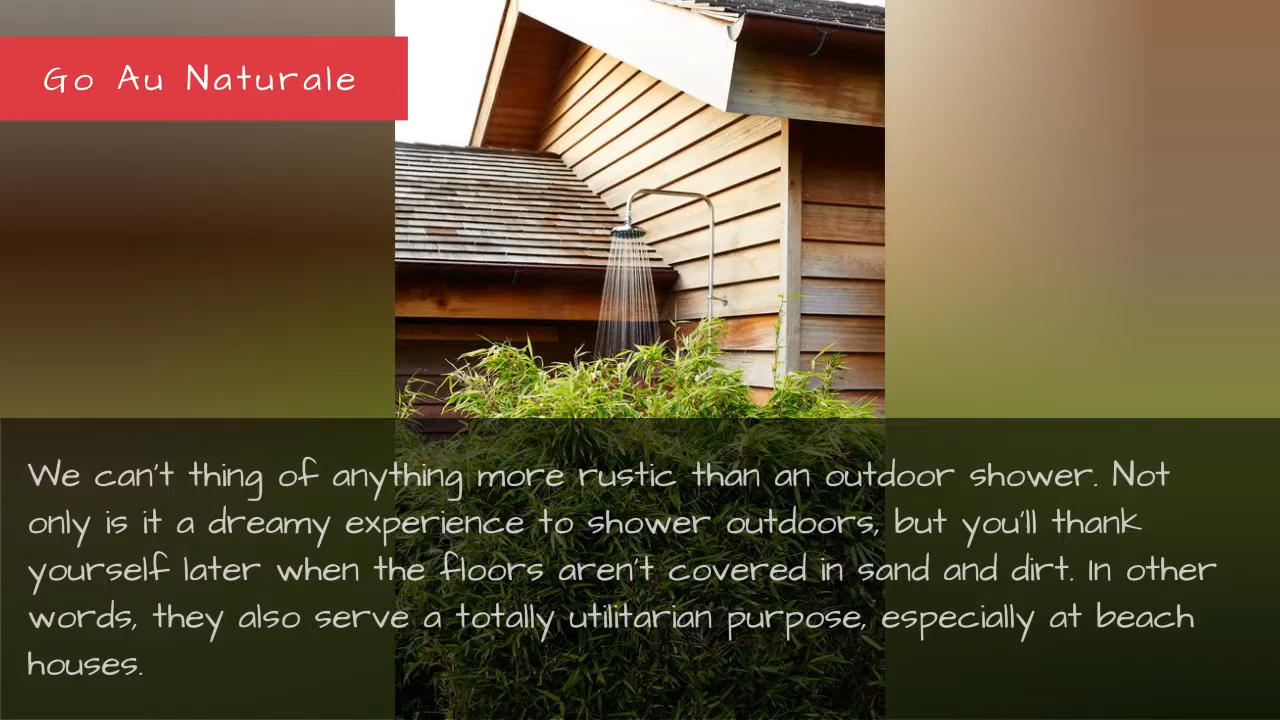 Go Au Naturale
We can't thing of anything more rustic than an outdoor shower. Not
only is it a dreamy experience to shower outdoors, but you'll thank
yourself later when the floors aren't covered in sand and dirt. In other
words, they also serve a totally utilitarian purpose, especially at beach
houses.